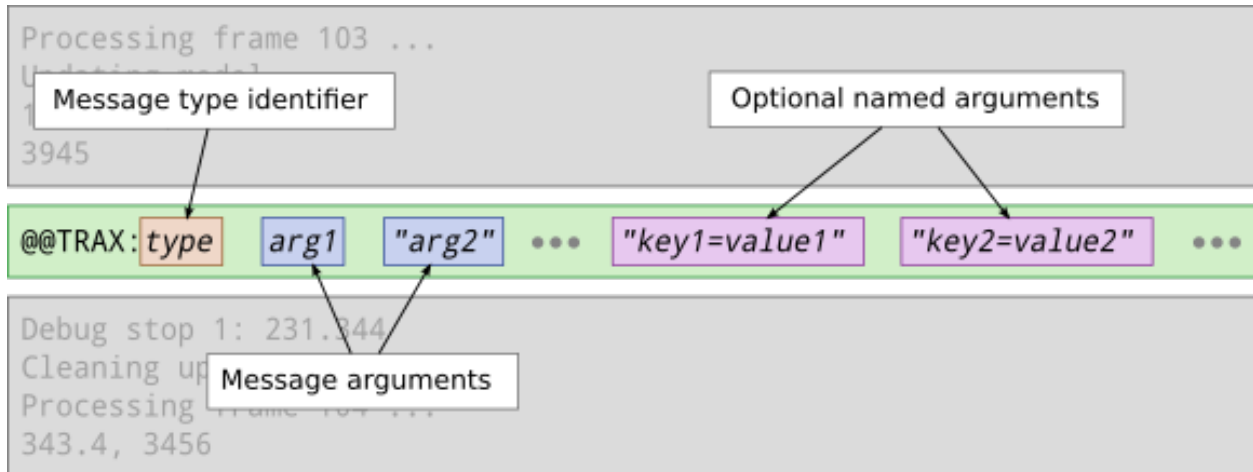 Processing frame 103 ...
Message type identifier
Optional named arguments
3945
@@TRAX:type arg1 "arg2" ••• "key1=value1" "key2=value2" •••
Debug stop 1: 231.344
Cleaning up
Message arguments
Processing
343.4, 3456